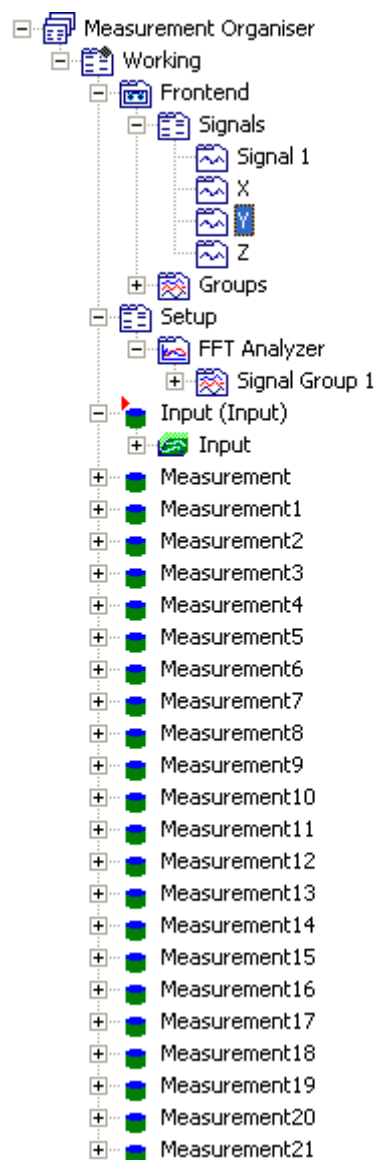 Measurement Organiser
Working
Frontend
Signals
Signal 1
X
Y
Z
Groups
Setup
FFT Analyzer
Signal Group 1
Input (Input)
Input
Measurement
Measurement1
Measurement2
Measurement3
Measurement4
Measurement5
Measurement6
Measurement7
Measurement8
Measurement9
Measurement10
Measurement11
Measurement12
Measurement13
Measurement14
Measurement15
Measurement16
Measurement17
Measurement18
Measurement19
Measurement20
Measurement21